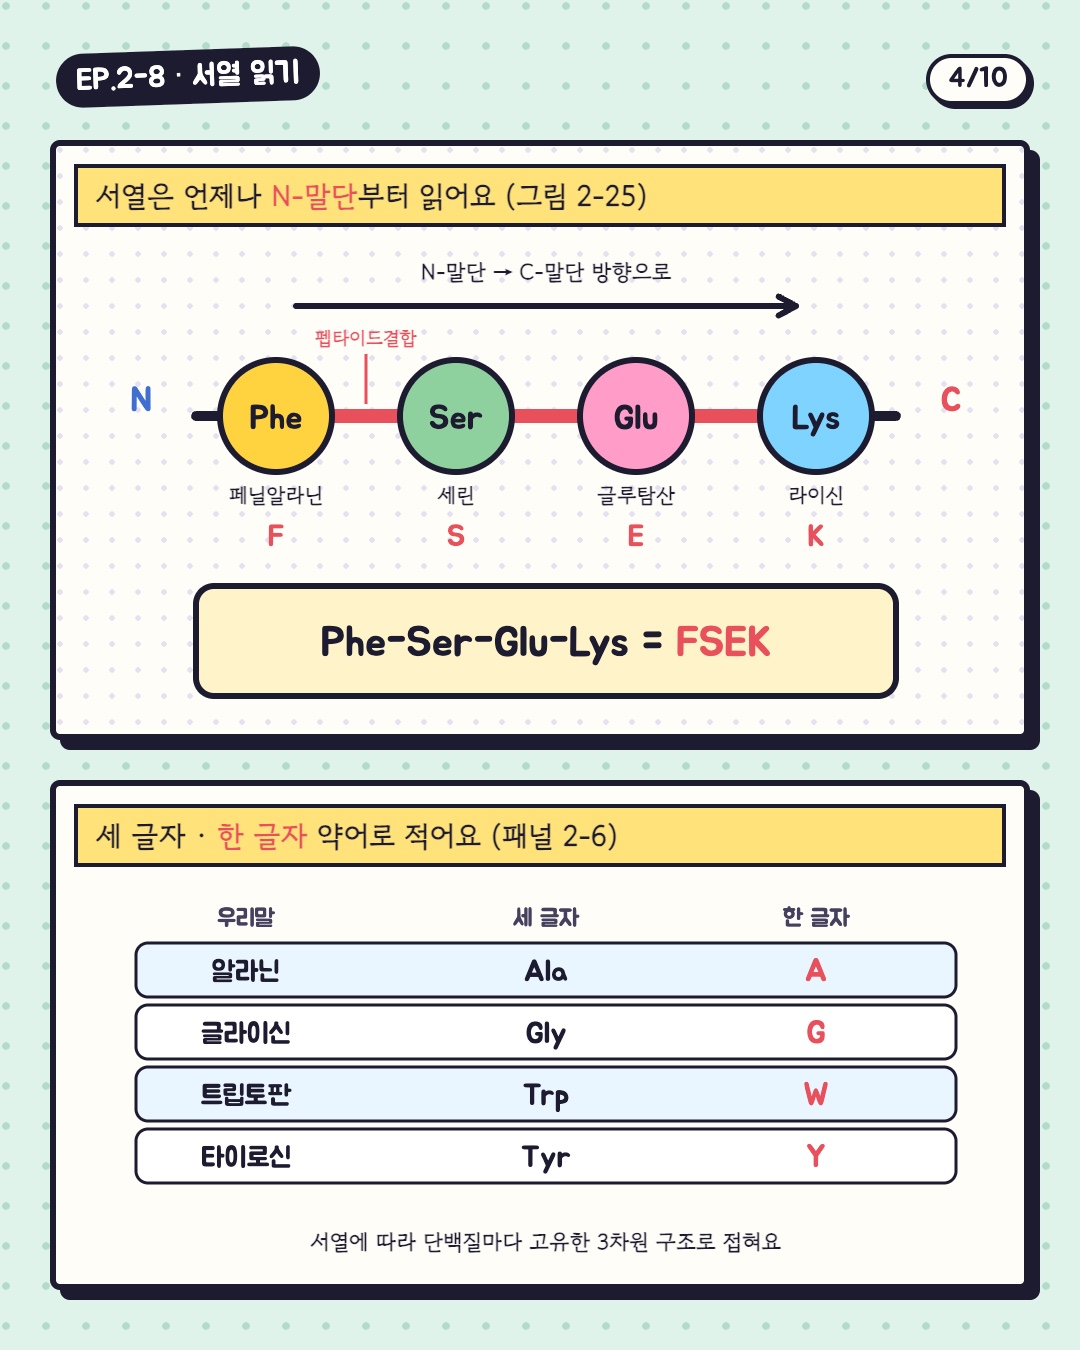 EP.2-8 · 서열 읽기
4/10
서열은 언제나 N-말단부터 읽어요 (그림 2-25)
N-말단 → C-말단 방향으로
펩타이드결합
N Phe Ser Glu Lys C
페닐알라닌 세린 글루탐산 라이신
F S E K
Phe-Ser-Glu-Lys = FSEK
세 글자 · 한 글자 약어로 적어요 (패널 2-6)
우리말 세 글자 한 글자
알라닌 Ala A
글라이신 Gly G
트립토판 Trp W
타이로신 Tyr Y
서열에 따라 단백질마다 고유한 3차원 구조로 접혀요